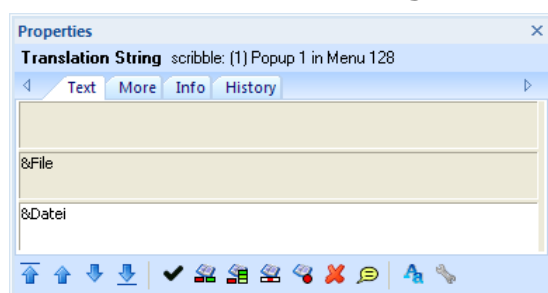 Properties
Translation String scribble: (1) Popup 1 in Menu 128
Text More Info History
&File
&Datei